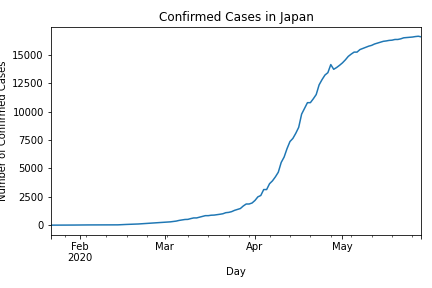 Confirmed Cases in Japan
Number of Confirmed Cases
15000
12500
10000
7500
5000
2500
0
Feb
2020
Mar
Apr
May
Day